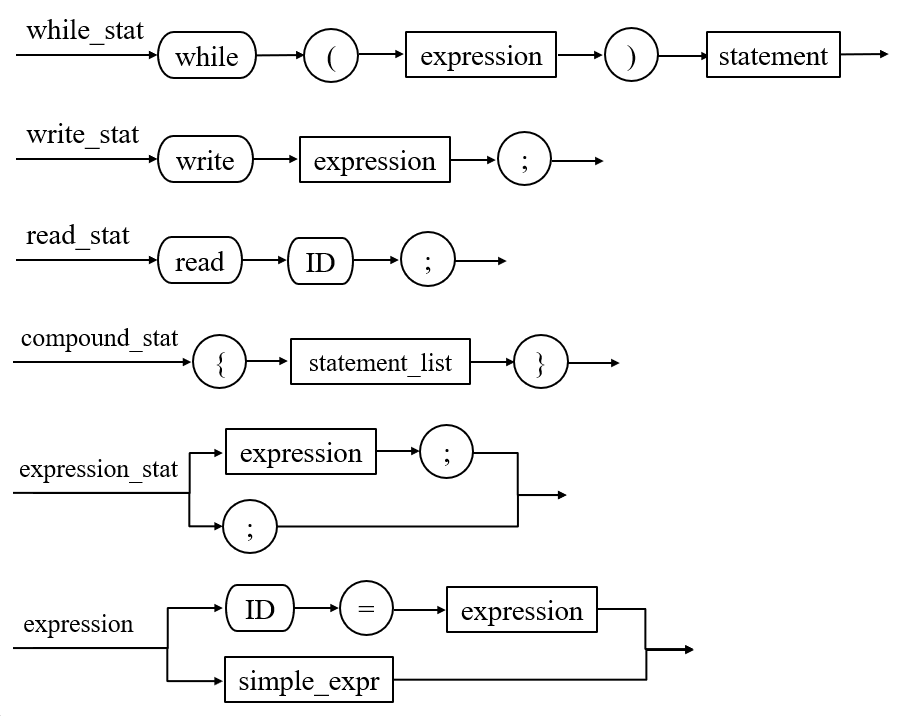 while_stat
while ( expression ) statement
write_stat
write expression ;
read_stat
read ID ;
compound_stat
{ statement_list }
expression_stat
expression ;
;
expression
ID = expression
simple_expr